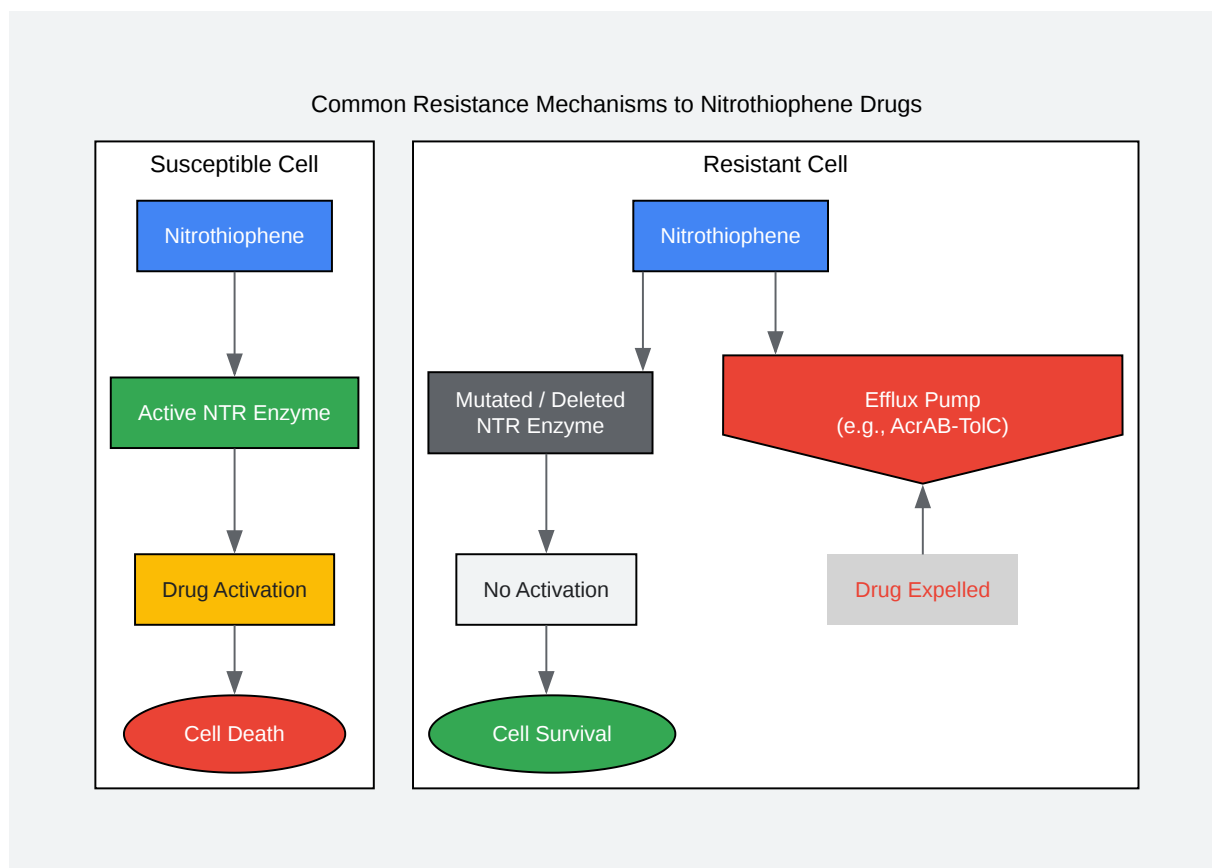 Common Resistance Mechanisms to Nitrothiophene Drugs
Susceptible Cell
Nitrothiophene
Active NTR Enzyme
Drug Activation
Cell Death
Resistant Cell
Nitrothiophene
Mutated / Deleted
NTR Enzyme
No Activation
Cell Survival
Efflux Pump
(e.g., AcrAB-TolC)
Drug Expelled